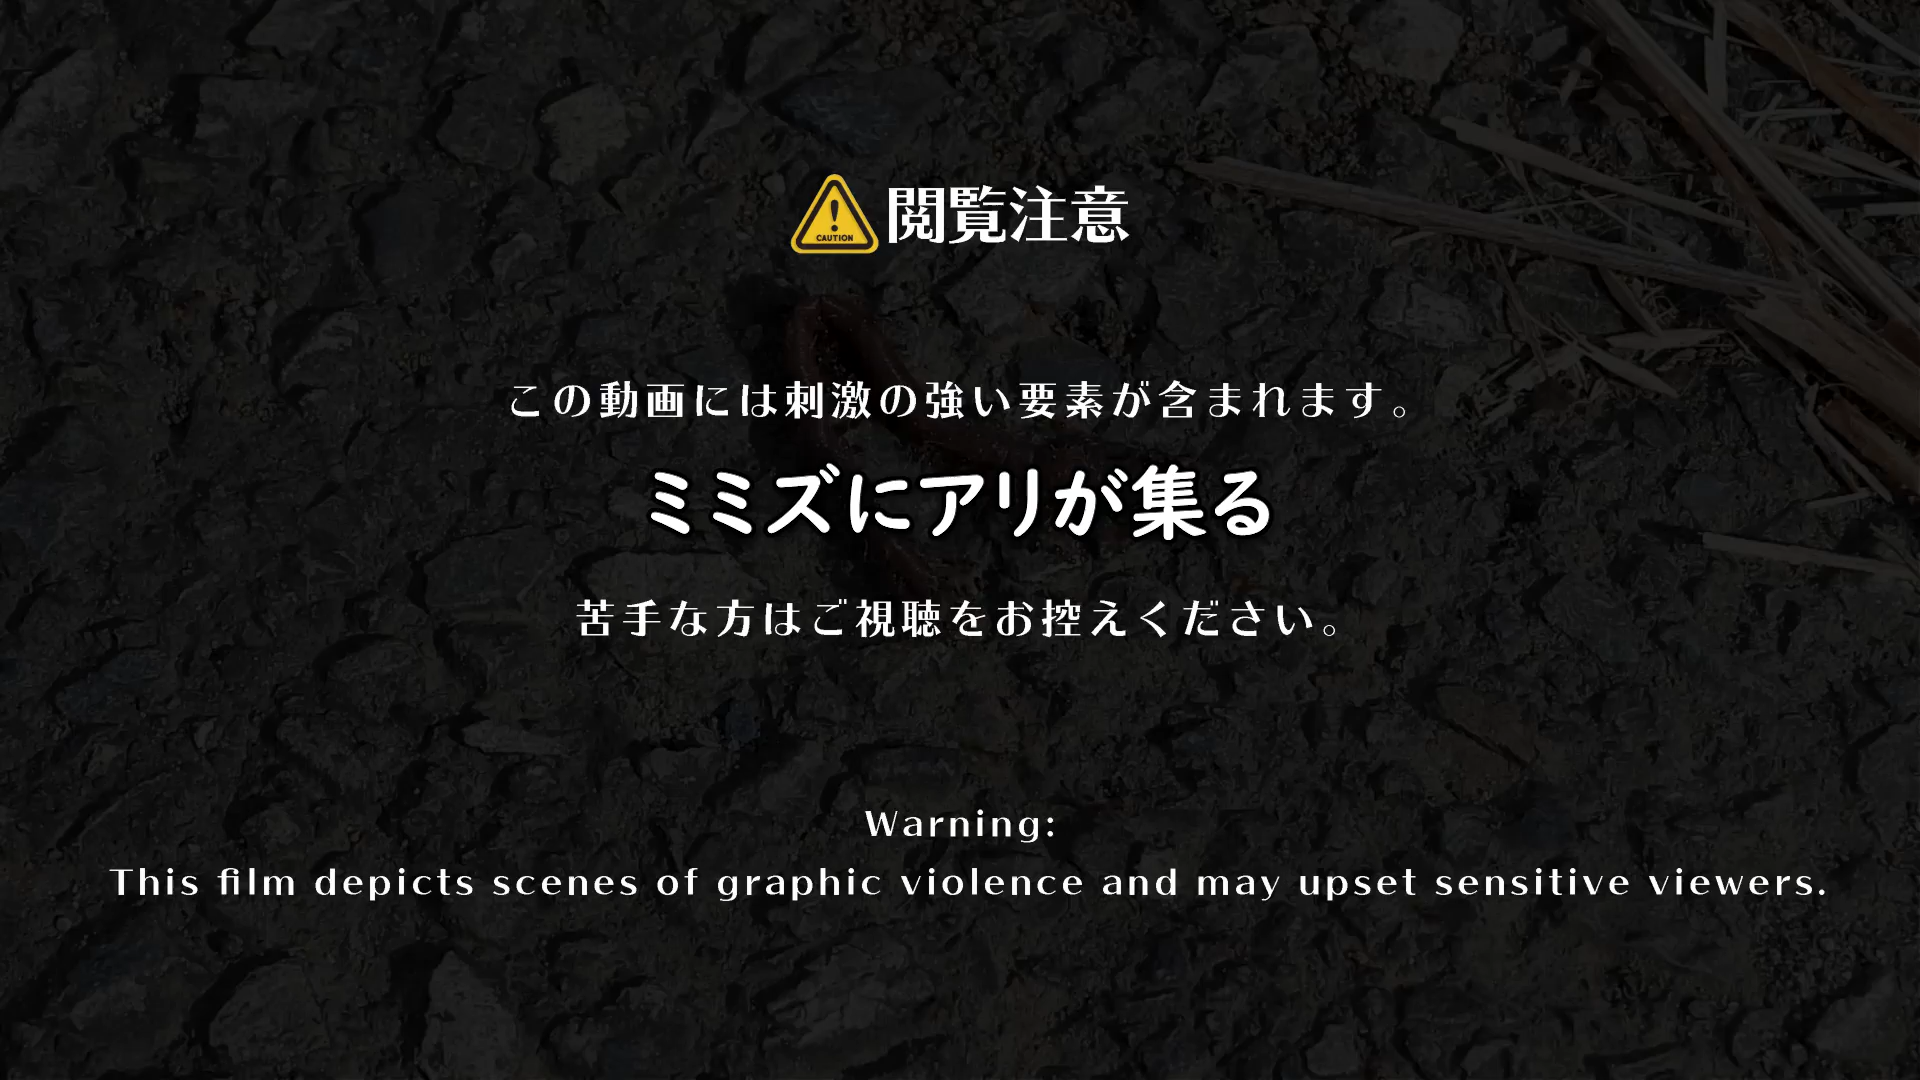 CAUTION
閲覧注意
この動画には刺激の強い要素が含まれます。
ミミズにアリが集る
苦手な方はご視聴をお控えください。
Warning:
This film depicts scenes of graphic violence and may upset sensitive viewers.